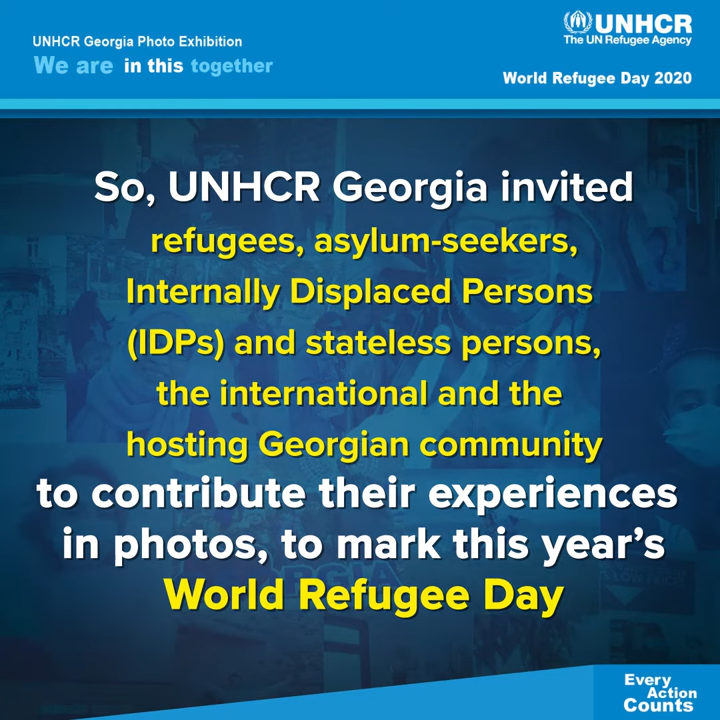 UNHCR Georgia Photo Exhibition
We are in this together
UNHCR
The UN Refugee Agency
World Refugee Day 2020
So, UNHCR Georgia invited
refugees, asylum-seekers,
Internally Displaced Persons
(IDPs) and stateless persons,
the international and the
hosting Georgian community
to contribute their experiences
in photos, to mark this year's
World Refugee Day
Every
Action
Counts